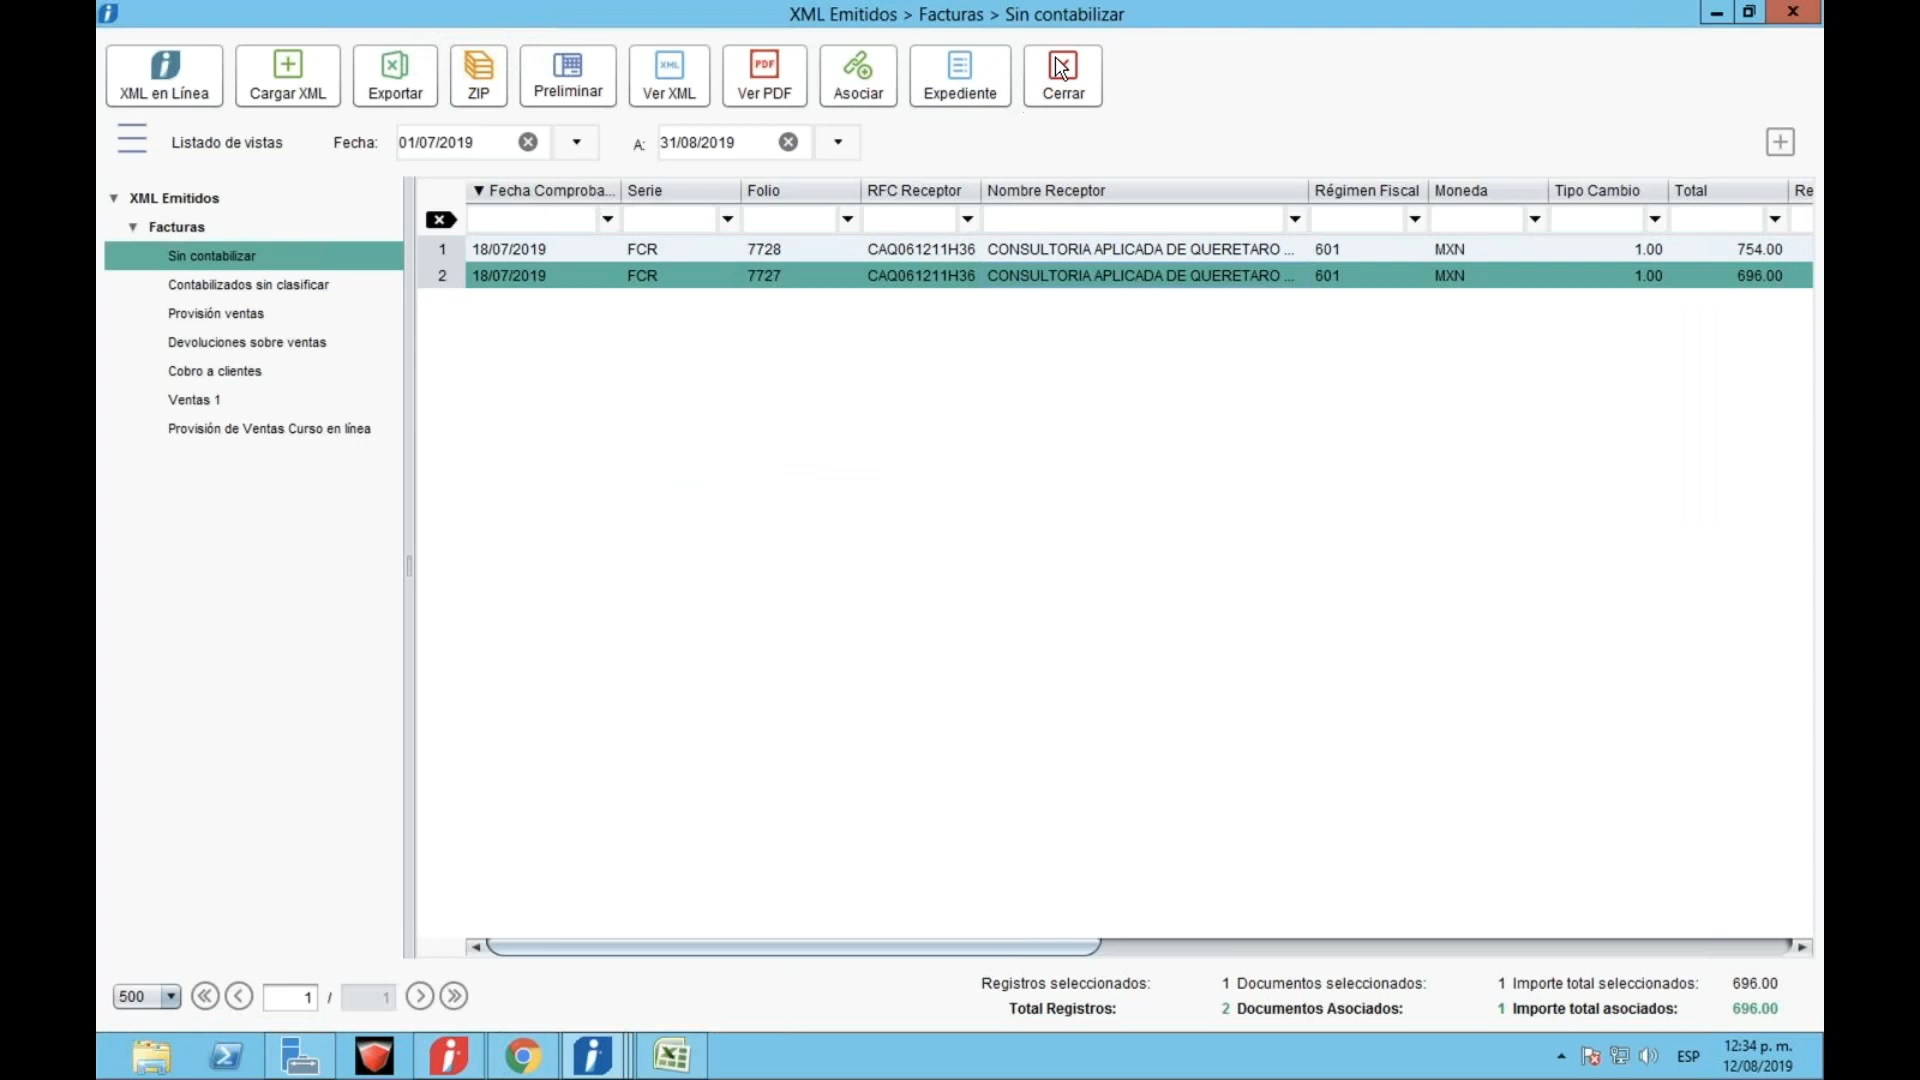 XML Emitidos > Facturas > Sin contabilizar
XML en Línea
Cargar XML
Exportar
ZIP
Preliminar
XML
Ver XML
PDF
Ver PDF
Asociar
Expediente
Cerrar
Listado de vistas
Fecha:
01/07/2019
A:
31/08/2019
XML Emitidos
Facturas
Sin contabilizar
Contabilizados sin clasificar
Provisión ventas
Devoluciones sobre ventas
Cobro a clientes
Ventas 1
Provisión de Ventas Curso en línea
Fecha Comproba... Serie Folio RFC Receptor Nombre Receptor Régimen Fiscal Moneda Tipo Cambio Total Re
1 18/07/2019 FCR 7728 CAQ061211H36 CONSULTORIA APLICADA DE QUERETARO ... 601 MXN 1.00 754.00
2 18/07/2019 FCR 7727 CAQ061211H36 CONSULTORIA APLICADA DE QUERETARO ... 601 MXN 1.00 696.00
500 1 / 1
Registros seleccionados: 1 Documentos seleccionados: 1 Importe total seleccionados: 696.00
Total Registros: 2 Documentos Asociados: 1 Importe total asociados: 696.00
ESP
12:34 p. m.
12/08/2019